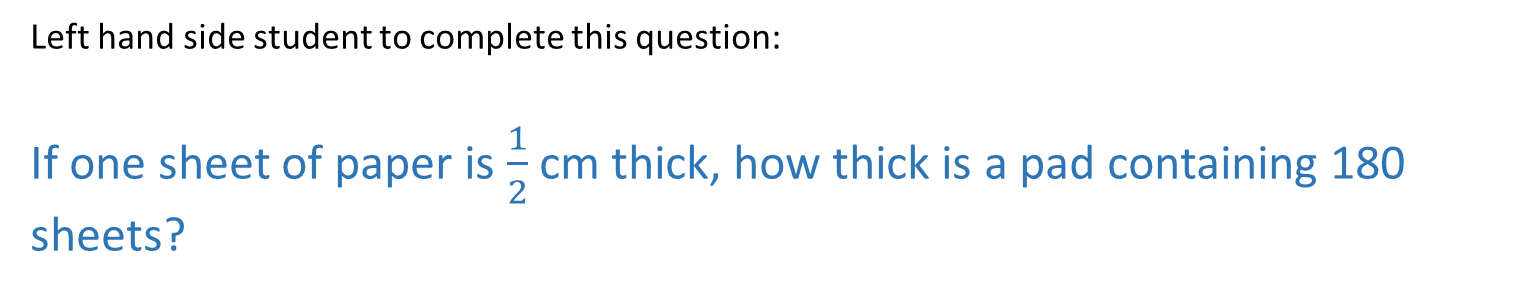 Left hand side student to complete this question:
If one sheet of paper is 1/2 cm thick, how thick is a pad containing 180
sheets?